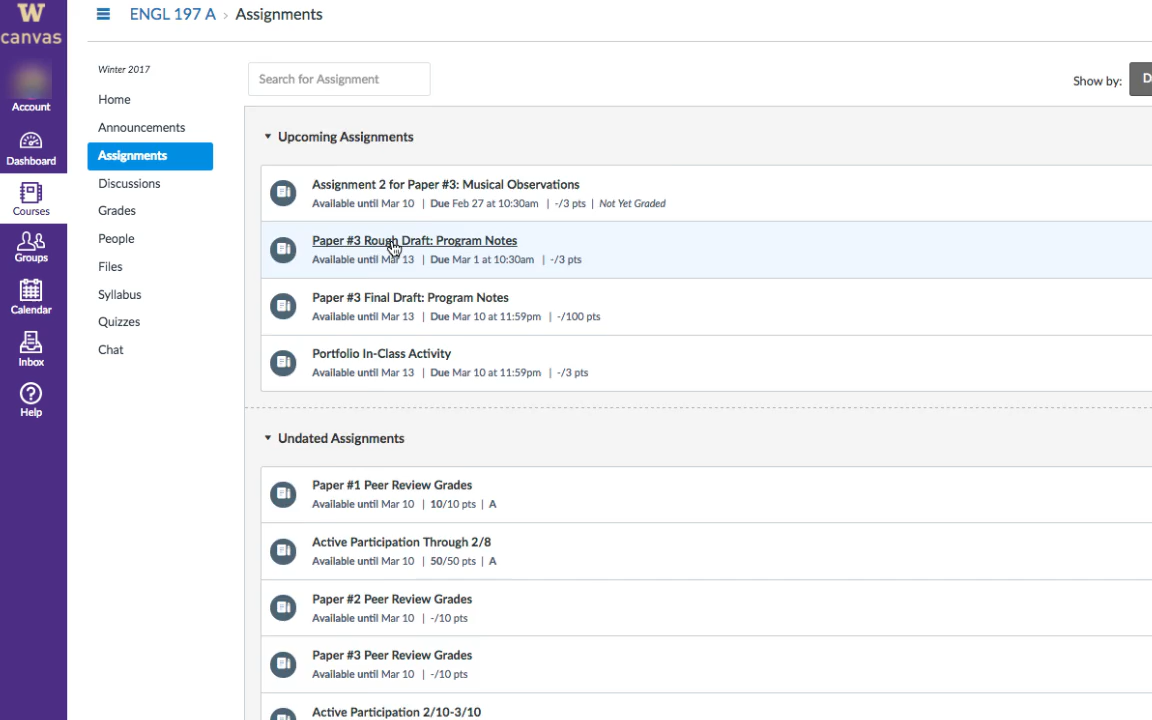 W
canvas
Account
Dashboard
Courses
Groups
Calendar
Inbox
Help
ENGL 197 A › Assignments
Winter 2017
Home
Announcements
Assignments
Discussions
Grades
People
Files
Syllabus
Quizzes
Chat
Search for Assignment
Show by: D
Upcoming Assignments
Assignment 2 for Paper #3: Musical Observations
Available until Mar 10 | Due Feb 27 at 10:30am | -/3 pts | Not Yet Graded
Paper #3 Rough Draft: Program Notes
Available until Mar 13 | Due Mar 1 at 10:30am | -/3 pts
Paper #3 Final Draft: Program Notes
Available until Mar 13 | Due Mar 10 at 11:59pm | -/100 pts
Portfolio In-Class Activity
Available until Mar 13 | Due Mar 10 at 11:59pm | -/3 pts
Undated Assignments
Paper #1 Peer Review Grades
Available until Mar 10 | 10/10 pts | A
Active Participation Through 2/8
Available until Mar 10 | 50/50 pts | A
Paper #2 Peer Review Grades
Available until Mar 10 | -/10 pts
Paper #3 Peer Review Grades
Available until Mar 10 | -/10 pts
Active Participation 2/10-3/10